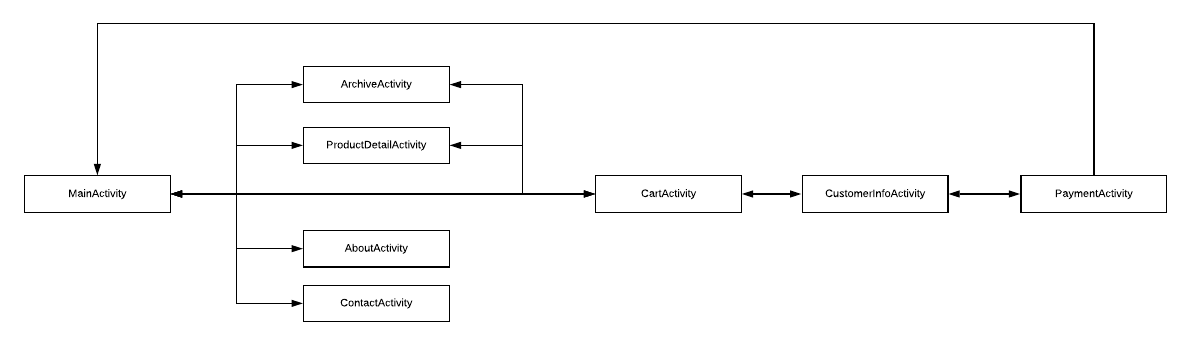 ArchiveActivity
ProductDetailActivity
MainActivity
CartActivity
CustomerInfoActivity
PaymentActivity
AboutActivity
ContactActivity